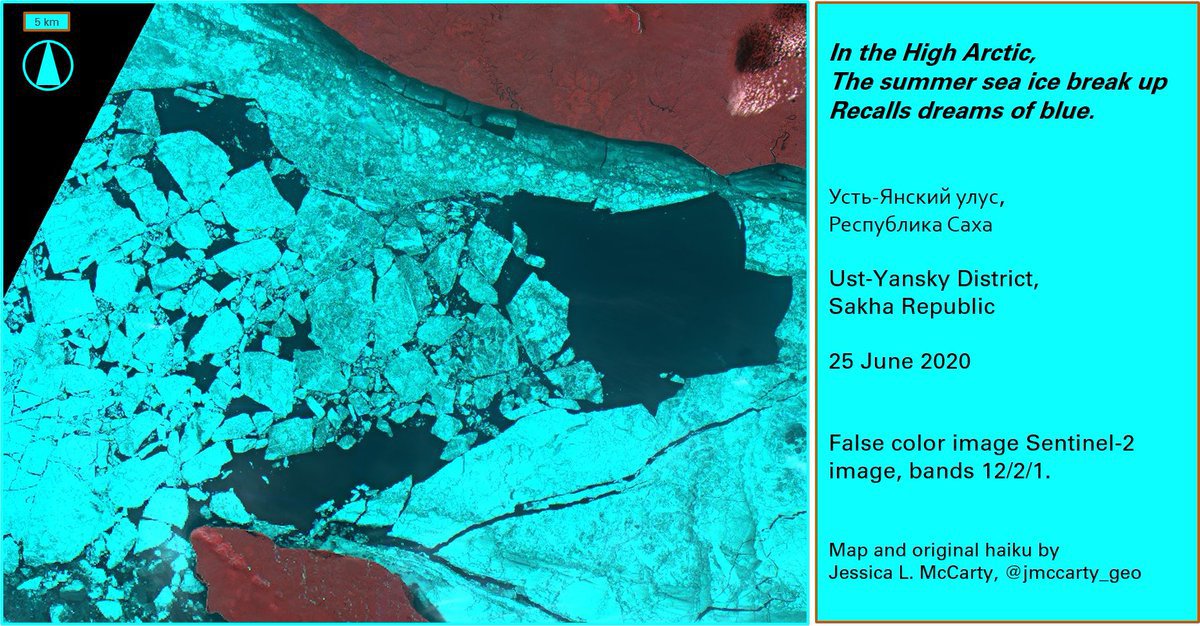 5 km
In the High Arctic,
The summer sea ice break up
Recalls dreams of blue.
Усть-Янский улус,
Республика Саха
Ust-Yansky District,
Sakha Republic
25 June 2020
False color image Sentinel-2
image, bands 12/2/1.
Map and original haiku by
Jessica L. McCarty, @jmccarty_geo